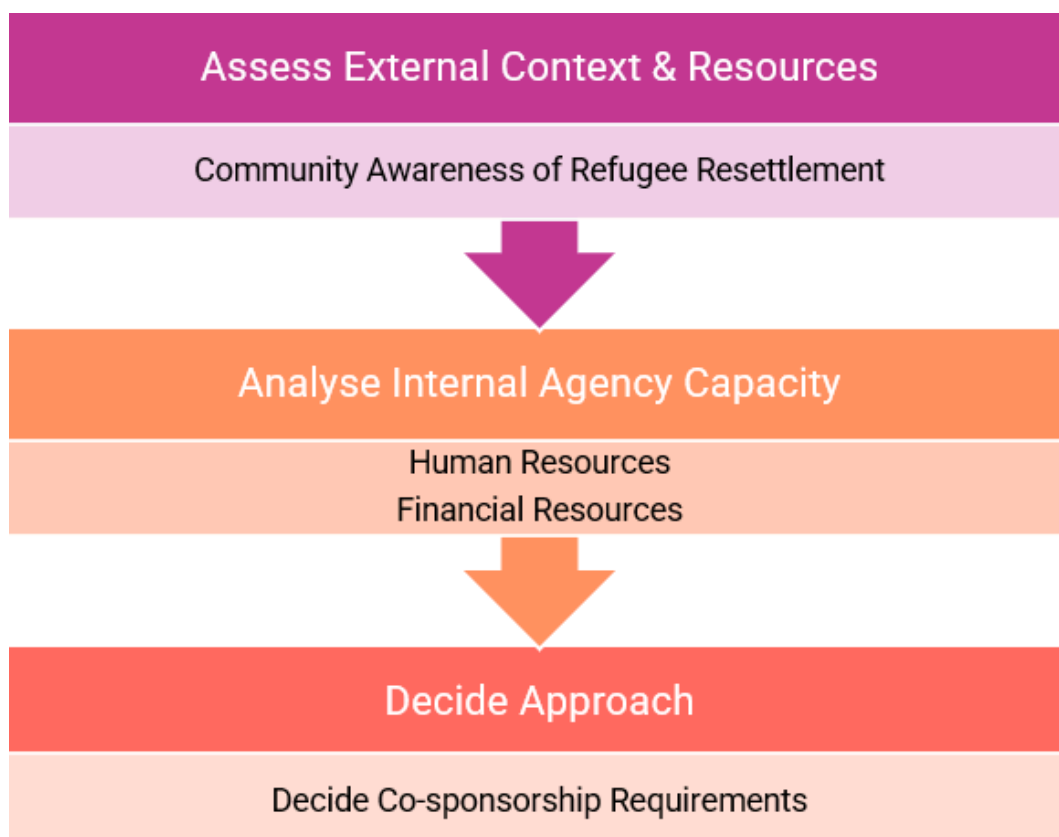 Assess External Context & Resources
Community Awareness of Refugee Resettlement
Analyse Internal Agency Capacity
Human Resources
Financial Resources
Decide Approach
Decide Co-sponsorship Requirements